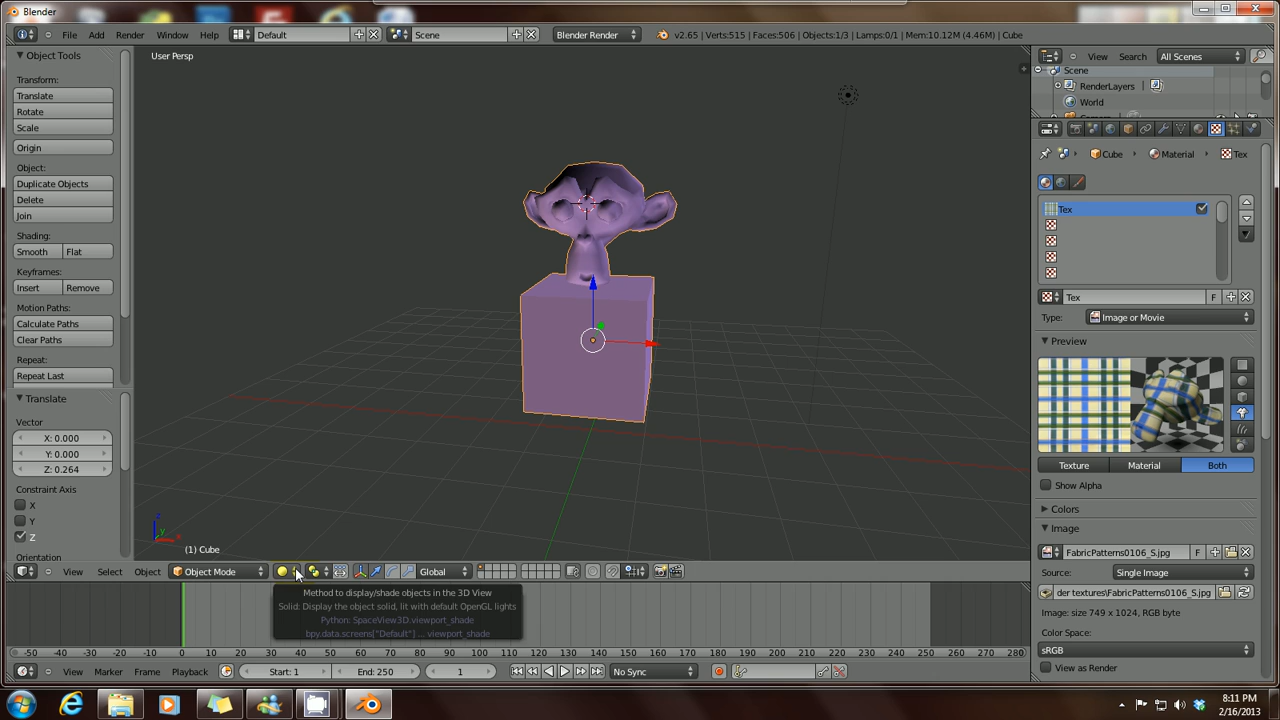 Blender
File Add Render Window Help Default Scene Blender Render v2.65 | Verts:515 | Faces:506 | Objects:1/3 | Lamps:0/1 | Mem:10.12M (4.46M) | Cube
Object Tools
Transform:
Translate
Rotate
Scale
Origin
Object:
Duplicate Objects
Delete
Join
Shading:
Smooth Flat
Keyframes:
Insert Remove
Motion Paths:
Calculate Paths
Clear Paths
Repeat:
Repeat Last
Translate
Vector
X: 0.000
Y: 0.000
Z: 0.264
Constraint Axis
X
Y
Z
Orientation
User Persp
z
y
x
(1) Cube
View Select Object Object Mode Global
Method to display/shade objects in the 3D View
Solid: Display the object solid, lit with default OpenGL lights
Python: SpaceView3D.viewport_shade
bpy.data.screens["Default"] ... viewport_shade
-50 -40 -30 -20 -10 0 10 20 30 40 50 60 70 80 90 100 110 120 130 140 150 160 170 180 190 200 210 220 230 240 250 260 270 280
View Marker Frame Playback Start: 1 End: 250 1 No Sync
View Search All Scenes
Scene
RenderLayers
World
Cube Material Tex
Tex
Tex F
Type: Image or Movie
Preview
Texture Material Both
Show Alpha
Colors
Image
FabricPatterns0106_S.jpg F
Source: Single Image
der textures\FabricPatterns0106_S.jpg
Image: size 749 x 1024, RGB byte
Color Space:
sRGB
View as Render
8:11 PM
2/16/2013